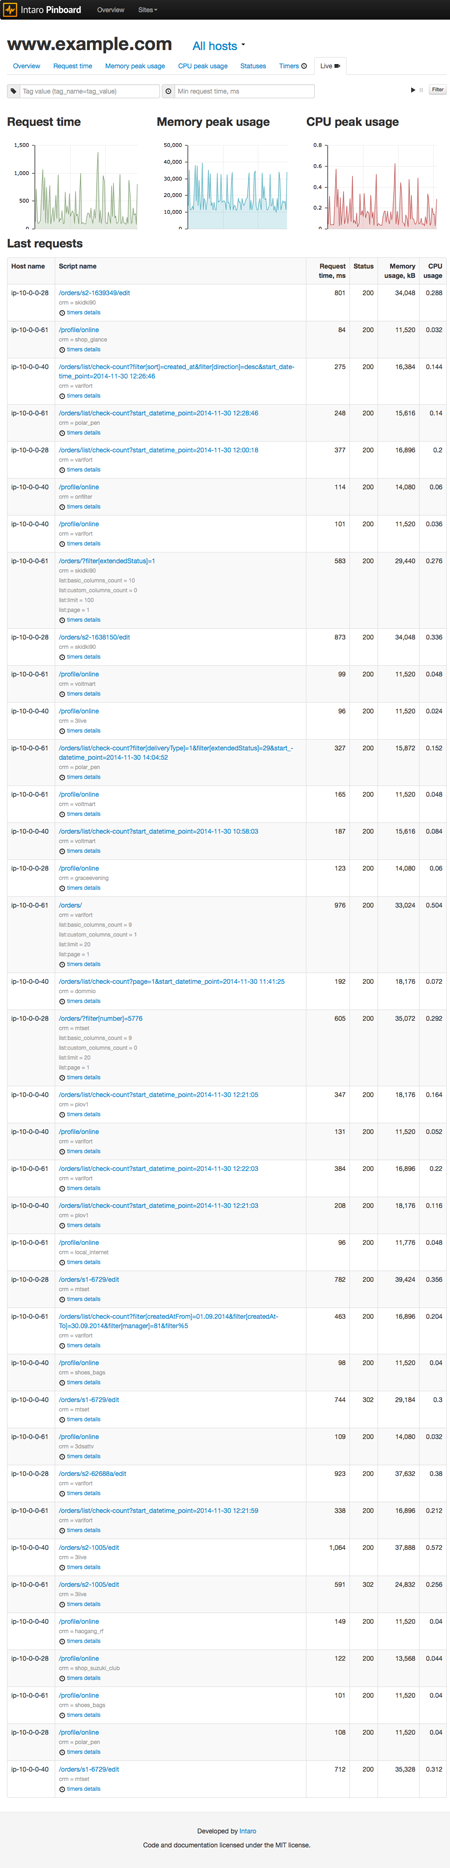 Intaro Pinboard Overview Sites
www.example.com All hosts
Overview Request time Memory peak usage CPU peak usage Statuses Timers Live
Tag value (tag_name=tag_value) Min request time, ms Filter
Request time Memory peak usage CPU peak usage
1,500 50,000 0.8
40,000
1,000 0.6
30,000
0.4
500 20,000
0.2
10,000
0 0
Last requests
Host name Script name Request time, ms Status Memory usage, kB CPU usage
ip-10-0-0-28 /orders/s2-1639349/edit 801 200 34,048 0.288
crm = skidki90
timers details
ip-10-0-0-61 /profile/online 84 200 11,520 0.032
crm = shop_glance
timers details
ip-10-0-0-40 /orders/list/check-count?filter[sort]=created_at&filter[direction]=desc&start_date- 275 200 16,384 0.144
time_point=2014-11-30 12:26:46
crm = varifort
timers details
ip-10-0-0-61 /orders/list/check-count?start_datetime_point=2014-11-30 12:28:46 248 200 15,616 0.14
crm = polar_pen
timers details
ip-10-0-0-28 /orders/list/check-count?start_datetime_point=2014-11-30 12:00:18 377 200 16,896 0.2
crm = varifort
timers details
ip-10-0-0-40 /profile/online 114 200 14,080 0.06
crm = onfilter
timers details
ip-10-0-0-40 /profile/online 101 200 11,520 0.036
crm = varifort
timers details
ip-10-0-0-61 /orders/?filter[extendedStatus]=1 583 200 29,440 0.276
crm = skidki90
list:basic_columns_count = 10
list:custom_columns_count = 0
list:limit = 100
list:page = 1
timers details
ip-10-0-0-28 /orders/s2-1638150/edit 873 200 34,048 0.336
crm = skidki90
timers details
ip-10-0-0-61 /profile/online 99 200 11,520 0.048
crm = voltmart
timers details
ip-10-0-0-40 /profile/online 96 200 11,520 0.024
crm = 3live
timers details
ip-10-0-0-61 /orders/list/check-count?filter[deliveryType]=1&filter[extendedStatus]=29&start_- 327 200 15,872 0.152
datetime_point=2014-11-30 14:04:52
crm = polar_pen
timers details
ip-10-0-0-61 /profile/online 165 200 11,520 0.048
crm = voltmart
timers details
ip-10-0-0-40 /orders/list/check-count?start_datetime_point=2014-11-30 10:58:03 187 200 15,616 0.084
crm = voltmart
timers details
ip-10-0-0-28 /profile/online 123 200 14,080 0.06
crm = graceevening
timers details
ip-10-0-0-61 /orders/ 976 200 33,024 0.504
crm = varifort
list:basic_columns_count = 9
list:custom_columns_count = 1
list:limit = 20
list:page = 1
timers details
ip-10-0-0-40 /orders/list/check-count?page=1&start_datetime_point=2014-11-30 11:41:25 192 200 18,176 0.072
crm = dommio
timers details
ip-10-0-0-28 /orders/?filter[number]=5776 605 200 35,072 0.292
crm = mtset
list:basic_columns_count = 9
list:custom_columns_count = 0
list:limit = 20
list:page = 1
timers details
ip-10-0-0-40 /orders/list/check-count?start_datetime_point=2014-11-30 12:21:05 347 200 18,176 0.164
crm = plov1
timers details
ip-10-0-0-40 /profile/online 131 200 11,520 0.052
crm = varifort
timers details
ip-10-0-0-61 /orders/list/check-count?start_datetime_point=2014-11-30 12:22:03 384 200 16,896 0.22
crm = varifort
timers details
ip-10-0-0-40 /orders/list/check-count?start_datetime_point=2014-11-30 12:21:03 208 200 18,176 0.116
crm = plov1
timers details
ip-10-0-0-61 /profile/online 96 200 11,776 0.048
crm = local_internet
timers details
ip-10-0-0-28 /orders/s1-6729/edit 782 200 39,424 0.356
crm = mtset
timers details
ip-10-0-0-61 /orders/list/check-count?filter[createdAtFrom]=01.09.2014&filter[createdAt- 463 200 16,896 0.204
To]=30.09.2014&filter[manager]=81&filter%5
crm = varifort
timers details
ip-10-0-0-40 /profile/online 98 200 11,520 0.04
crm = shoes_bags
timers details
ip-10-0-0-40 /orders/s1-6729/edit 744 302 29,184 0.3
crm = mtset
timers details
ip-10-0-0-61 /profile/online 109 200 14,080 0.032
crm = 3dsattv
timers details
ip-10-0-0-28 /orders/s2-62688a/edit 923 200 37,632 0.38
crm = varifort
timers details
ip-10-0-0-61 /orders/list/check-count?start_datetime_point=2014-11-30 12:21:59 338 200 16,896 0.212
crm = varifort
timers details
ip-10-0-0-40 /orders/s2-1005/edit 1,064 200 37,888 0.572
crm = 3live
timers details
ip-10-0-0-61 /orders/s2-1005/edit 591 302 24,832 0.256
crm = 3live
timers details
ip-10-0-0-40 /profile/online 149 200 11,520 0.04
crm = haogang_rf
timers details
ip-10-0-0-28 /profile/online 122 200 13,568 0.044
crm = shop_suzuki_club
timers details
ip-10-0-0-61 /profile/online 101 200 11,520 0.04
crm = shoes_bags
timers details
ip-10-0-0-28 /profile/online 108 200 11,520 0.04
crm = polar_pen
timers details
ip-10-0-0-40 /orders/s1-6729/edit 712 200 35,328 0.312
crm = mtset
timers details
Developed by Intaro
Code and documentation licensed under the MIT license.